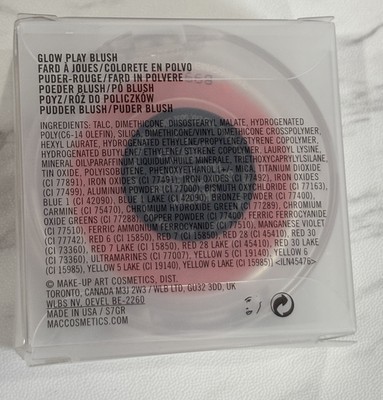 GLOW PLAY BLUSH
FARD À JOUES/COLORETE EN POLVO
PUDER-ROUGE/FARD IN POLVERE
POEDER BLUSH/PÓ BLUSH
ΡΟΥΖ/RÓŻ DO POLICZKÓW
PUDDER BLUSH/PUDER BLUSH
INGREDIENTS: TALC, DIMETHICONE, DIISOSTEARYL MALATE, HYDROGENATED
POLY(C6-14 OLEFIN), SILICA, DIMETHICONE/VINYL DIMETHICONE CROSSPOLYMER,
HEXYL LAURATE, HYDROGENATED ETHYLENE/PROPYLENE/STYRENE COPOLYMER,
HYDROGENATED BUTYLENE/ETHYLENE/STYRENE COPOLYMER, LAUROYL LYSINE,
MINERAL OIL/PARAFFINUM LIQUIDUM/HUILE MINERALE, TRIETHOXYCAPRYLYLSILANE,
TIN OXIDE, POLYISOBUTENE, PHENOXYETHANOL, [+/- MICA, TITANIUM DIOXIDE
(CI 77891), IRON OXIDES (CI 77491), IRON OXIDES (CI 77492), IRON OXIDES
(CI 77499), ALUMINUM POWDER (CI 77000), BISMUTH OXYCHLORIDE (CI 77163),
BLUE 1 LAKE (CI 42090), BRONZE POWDER (CI 77400),
CARMINE (CI 75470), CHROMIUM HYDROXIDE GREEN (CI 77289), CHROMIUM
OXIDE GREENS (CI 77288), COPPER POWDER (CI 77400), FERRIC FERROCYANIDE
(CI 77510), FERRIC AMMONIUM FERROCYANIDE (CI 77510), MANGANESE VIOLET
(CI 77742), RED 6 (CI 15850), RED 7 (CI 15850), RED 28 (CI 45410), RED 30
(CI 73360), RED 7 LAKE (CI 15850), RED 28 LAKE (CI 45410), RED 30 LAKE
(CI 73360), ULTRAMARINES (CI 77007), YELLOW 5 (CI 19140), YELLOW 6
(CI 15985), YELLOW 5 LAKE (CI 19140), YELLOW 6 LAKE (CI 15985)] <ILN45476>
© MAKE-UP ART COSMETICS, DIST.
TORONTO, CANADA M3J 2W3 / WLB LTD, GU32 3DD, UK
WLBS NV, OEVEL BE-2260
MADE IN USA / S/7GR
MACCOSMETICS.COM